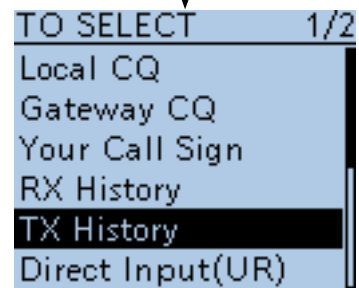 TO SELECT 1/2
Local CQ
Gateway CQ
Your Call Sign
RX History
TX History
Direct Input(UR)